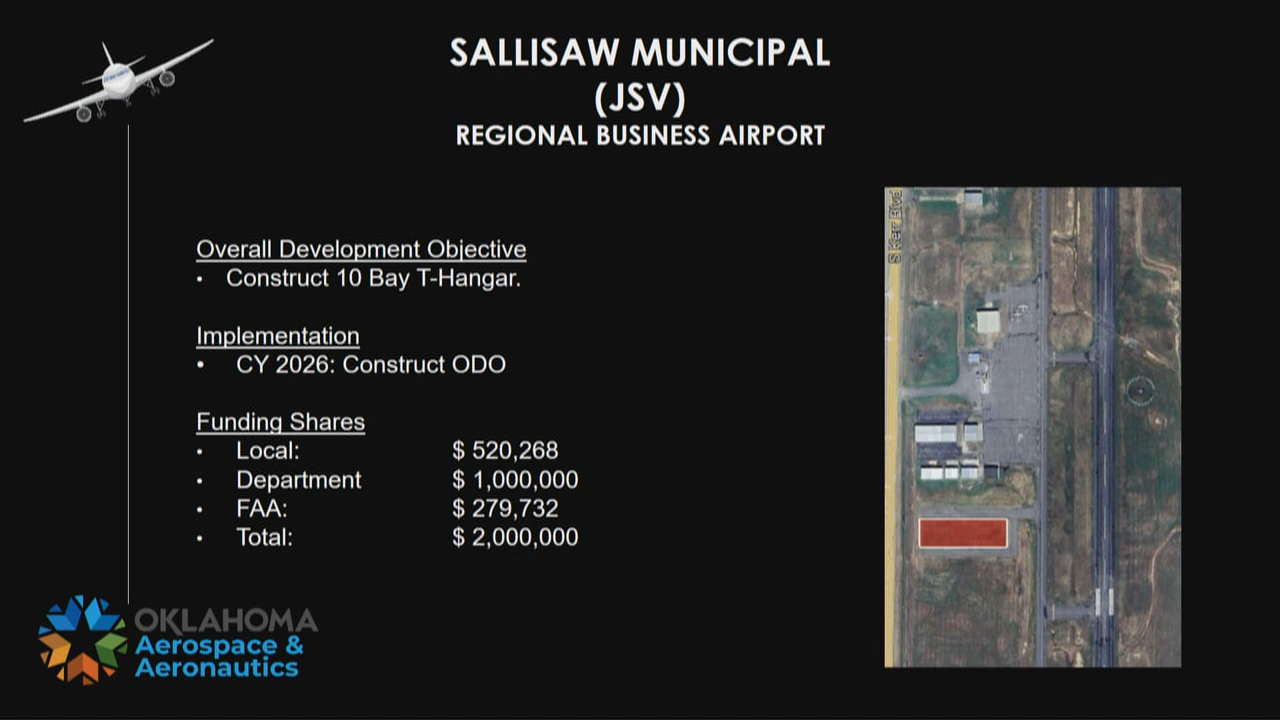 SALLISAW MUNICIPAL
(JSV)
REGIONAL BUSINESS AIRPORT
Overall Development Objective
• Construct 10 Bay T-Hangar.
Implementation
• CY 2026: Construct ODO
Funding Shares
• Local: $ 520,268
• Department $ 1,000,000
• FAA: $ 279,732
• Total: $ 2,000,000
S Kerr Blvd
OKLAHOMA
Aerospace &
Aeronautics